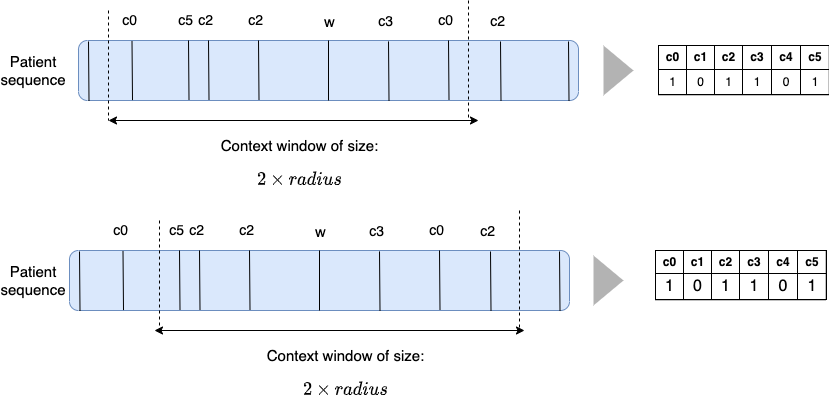 c0 c5 c2 c2 w c3 c0 c2
Patient
sequence
c0 c1 c2 c3 c4 c5
1 0 1 1 0 1
Context window of size:
2 × radius
c0 c5 c2 c2 w c3 c0 c2
Patient
sequence
c0 c1 c2 c3 c4 c5
1 0 1 1 0 1
Context window of size:
2 × radius